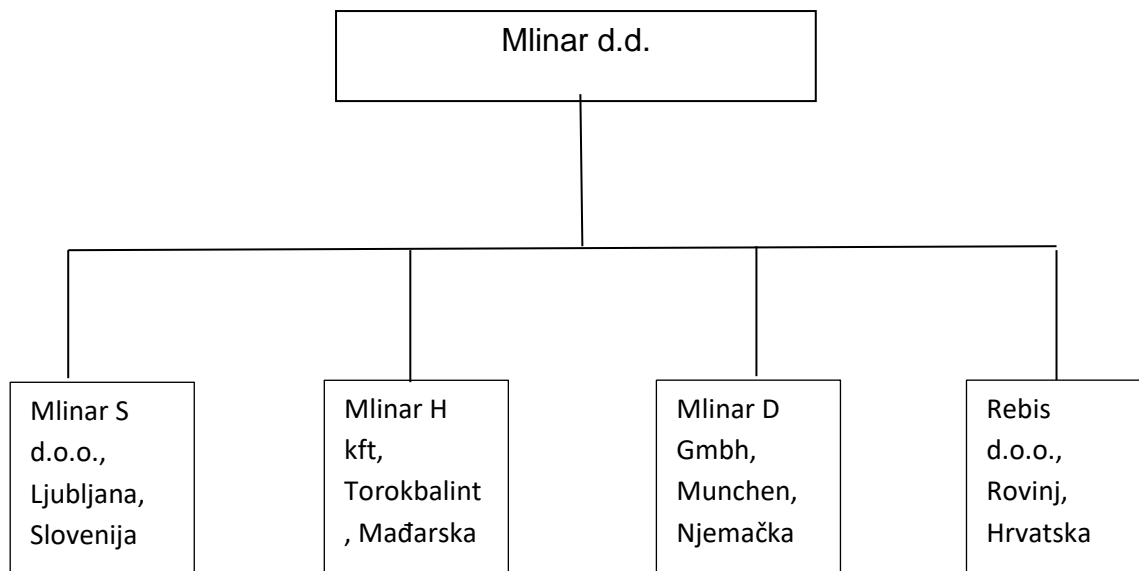 Mlinar d.d.
Mlinar S
d.o.o.,
Ljubljana,
Slovenija
Mlinar H
kft,
Torokbalint
, Mađarska
Mlinar D
Gmbh,
Munchen,
Njemačka
Rebis
d.o.o.,
Rovinj,
Hrvatska